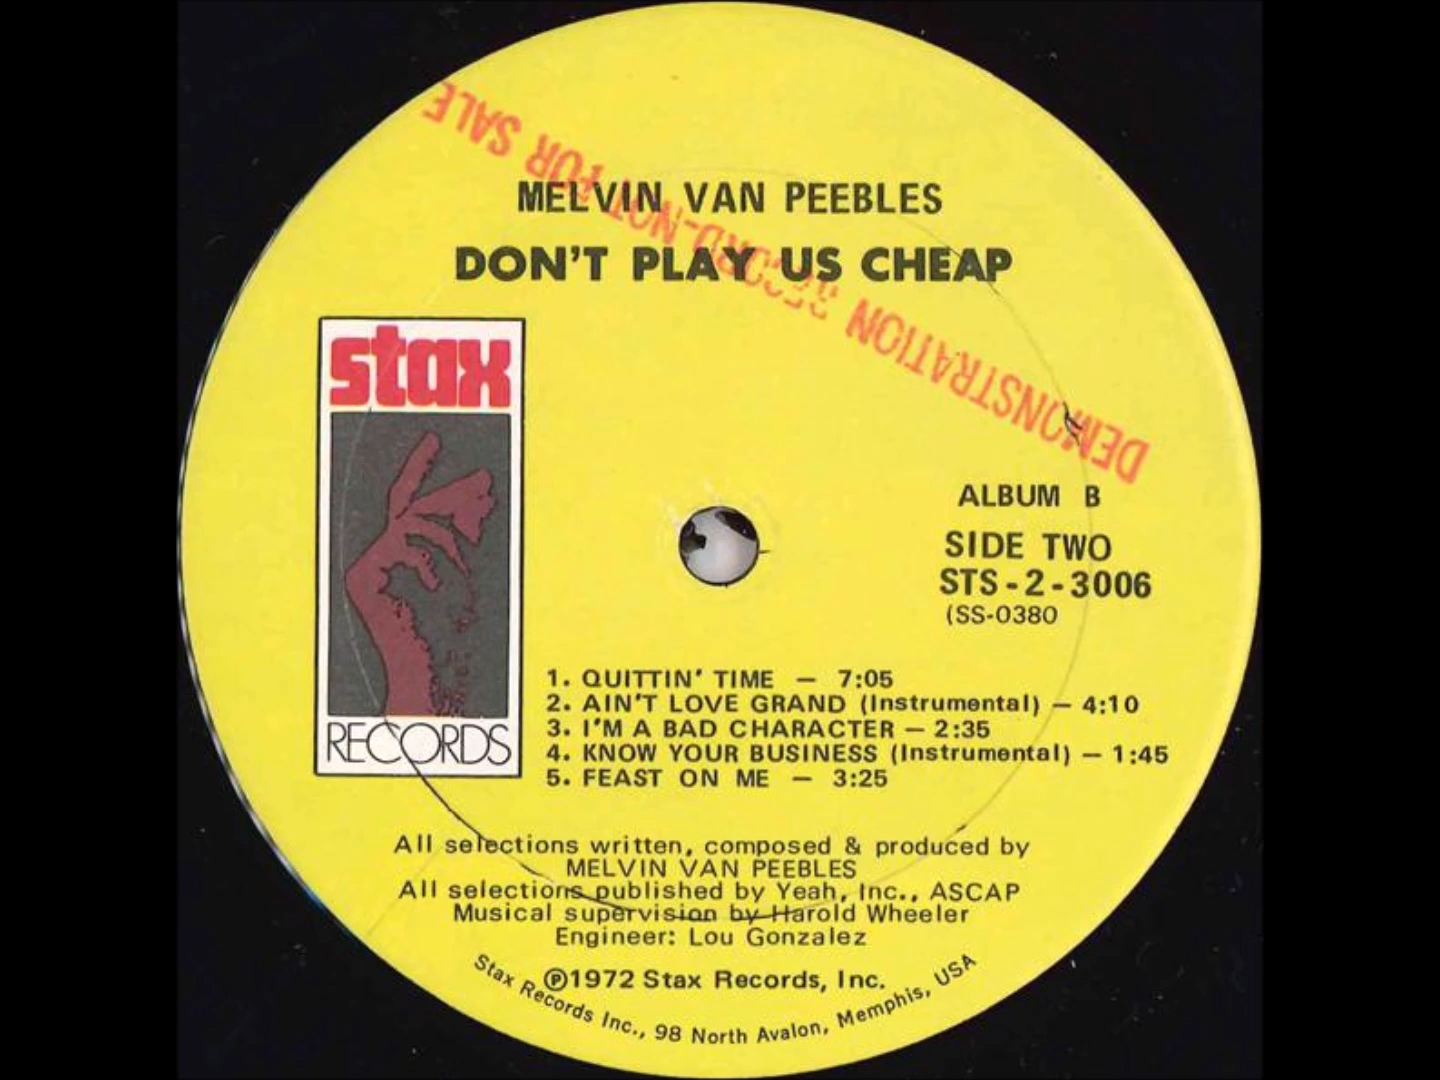 DEMONSTRATION RECORD-NOT FOR SALE
MELVIN VAN PEEBLES
DON'T PLAY US CHEAP
stax
RECORDS
ALBUM B
SIDE TWO
STS-2-3006
(SS-0380
1. QUITTIN' TIME — 7:05
2. AIN'T LOVE GRAND (Instrumental) — 4:10
3. I'M A BAD CHARACTER — 2:35
4. KNOW YOUR BUSINESS (Instrumental) — 1:45
5. FEAST ON ME — 3:25
All selections written, composed & produced by
MELVIN VAN PEEBLES
All selections published by Yeah, Inc., ASCAP
Musical supervision by Harold Wheeler
Engineer: Lou Gonzalez
℗1972 Stax Records, Inc.
Stax Records Inc., 98 North Avalon, Memphis, USA